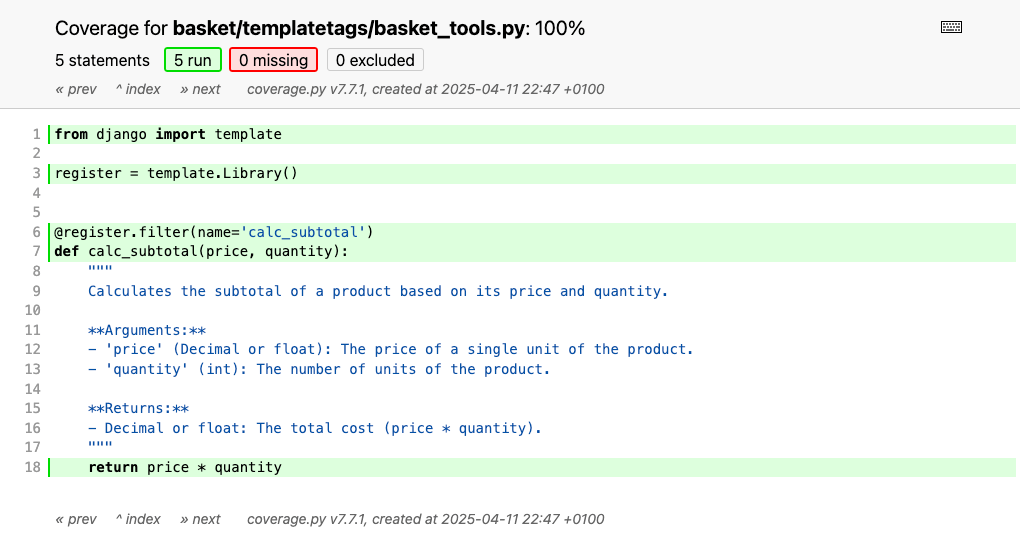 Coverage for basket/templatetags/basket_tools.py: 100%
5 statements 5 run 0 missing 0 excluded
« prev ^ index » next coverage.py v7.7.1, created at 2025-04-11 22:47 +0100
1 from django import template
2
3 register = template.Library()
4
5
6 @register.filter(name='calc_subtotal')
7 def calc_subtotal(price, quantity):
8     """
9     Calculates the subtotal of a product based on its price and quantity.
10
11     **Arguments:**
12     - 'price' (Decimal or float): The price of a single unit of the product.
13     - 'quantity' (int): The number of units of the product.
14
15     **Returns:**
16     - Decimal or float: The total cost (price * quantity).
17     """
18     return price * quantity
« prev ^ index » next coverage.py v7.7.1, created at 2025-04-11 22:47 +0100